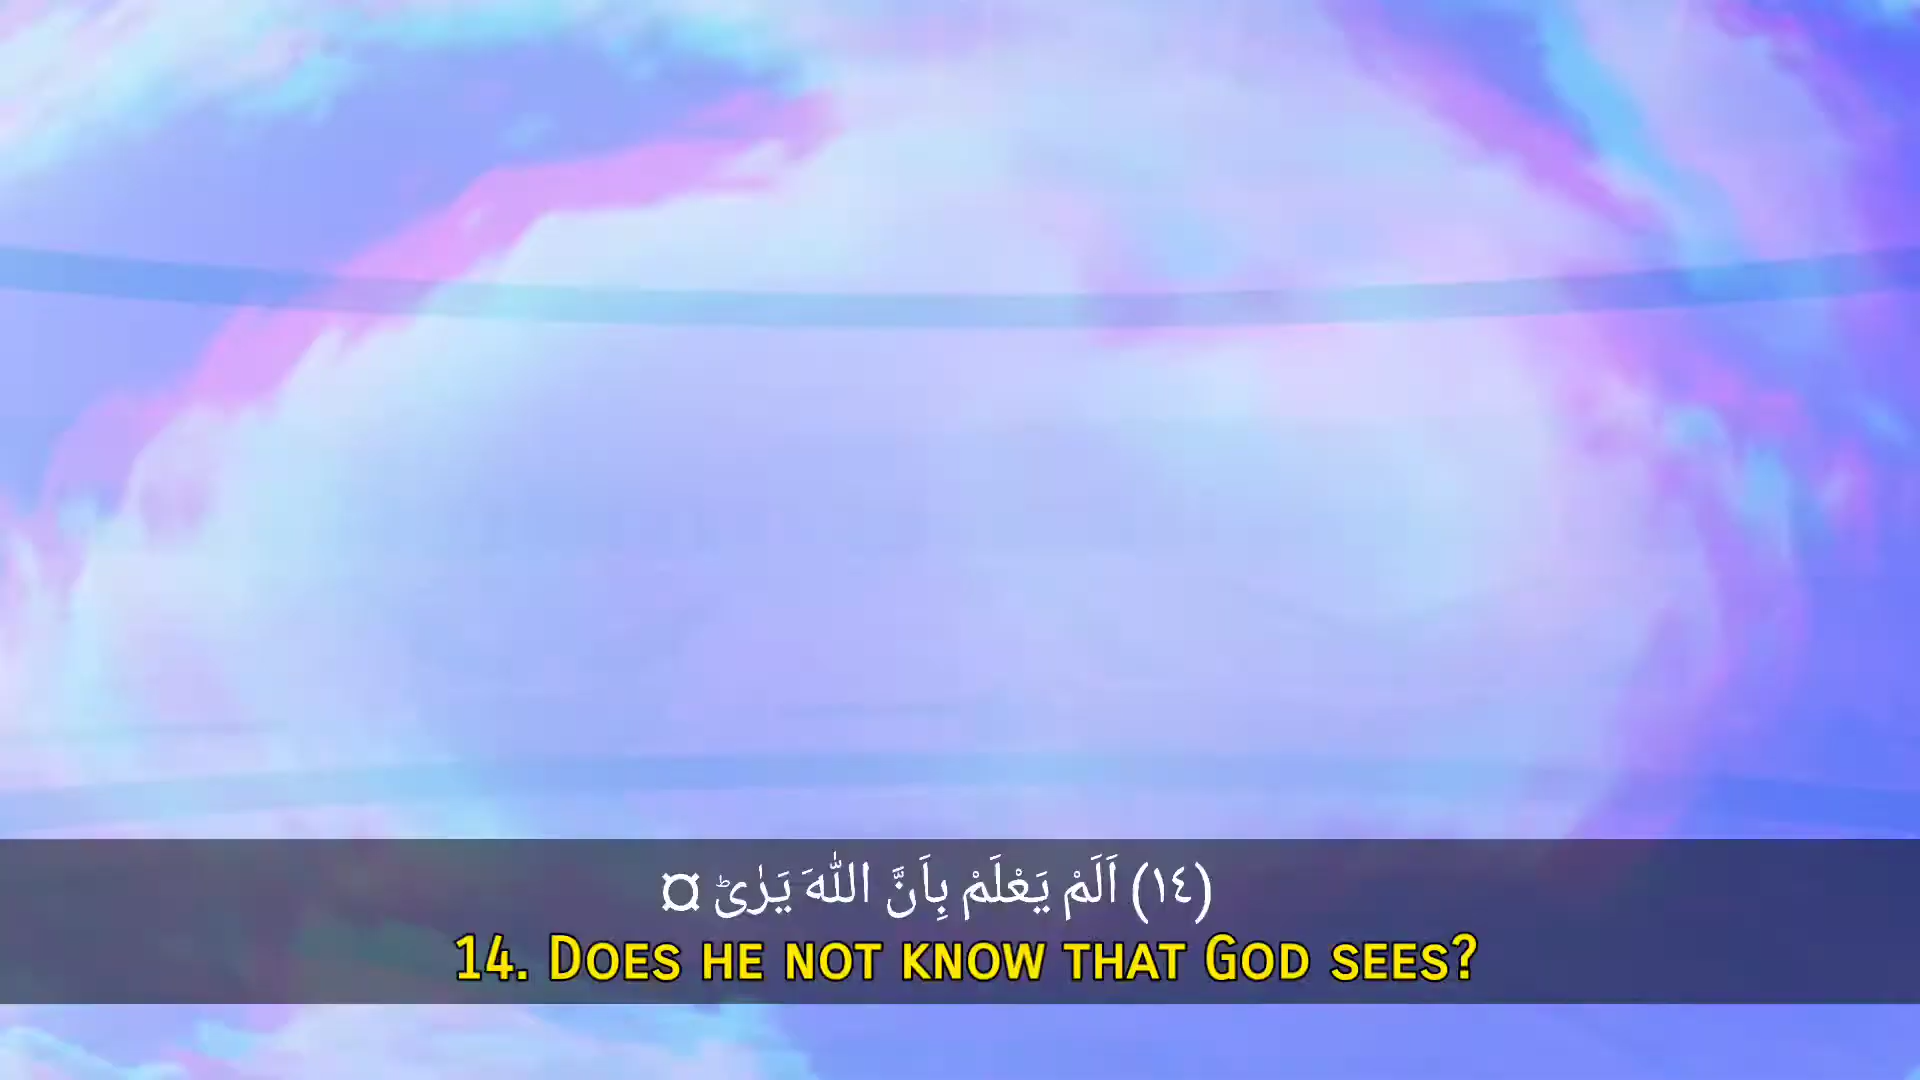 (١٤) اَلَمْ يَعْلَمْ بِاَنَّ اللّٰهَ يَرٰىؕ ¤
14. Does he not know that God sees?